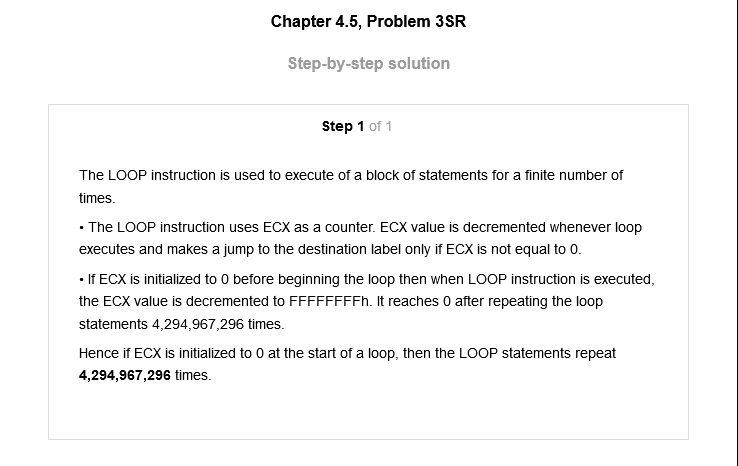 Chapter 4.5, Problem 3SR
Step-by-step solution
Step 1 of 1
The LOOP instruction is used to execute of a block of statements for a finite number of
times.
• The LOOP instruction uses ECX as a counter. ECX value is decremented whenever loop
executes and makes a jump to the destination label only if ECX is not equal to 0.
• If ECX is initialized to 0 before beginning the loop then when LOOP instruction is executed,
the ECX value is decremented to FFFFFFFFh. It reaches 0 after repeating the loop
statements 4,294,967,296 times.
Hence if ECX is initialized to 0 at the start of a loop, then the LOOP statements repeat
4,294,967,296 times.